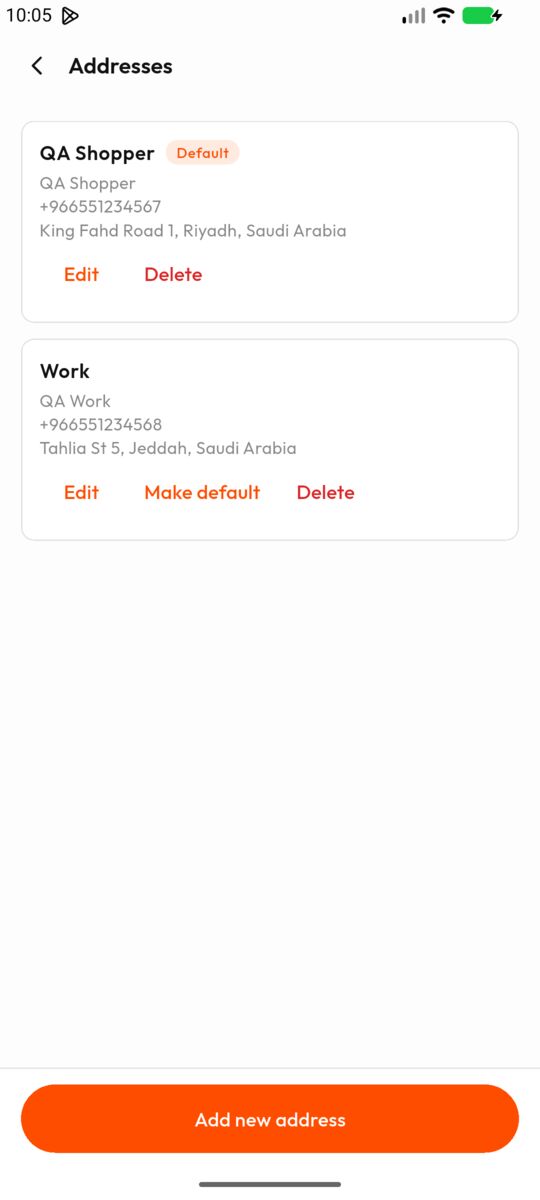 10:05
Addresses
QA Shopper Default
QA Shopper
+966551234567
King Fahd Road 1, Riyadh, Saudi Arabia
Edit Delete
Work
QA Work
+966551234568
Tahlia St 5, Jeddah, Saudi Arabia
Edit Make default Delete
Add new address